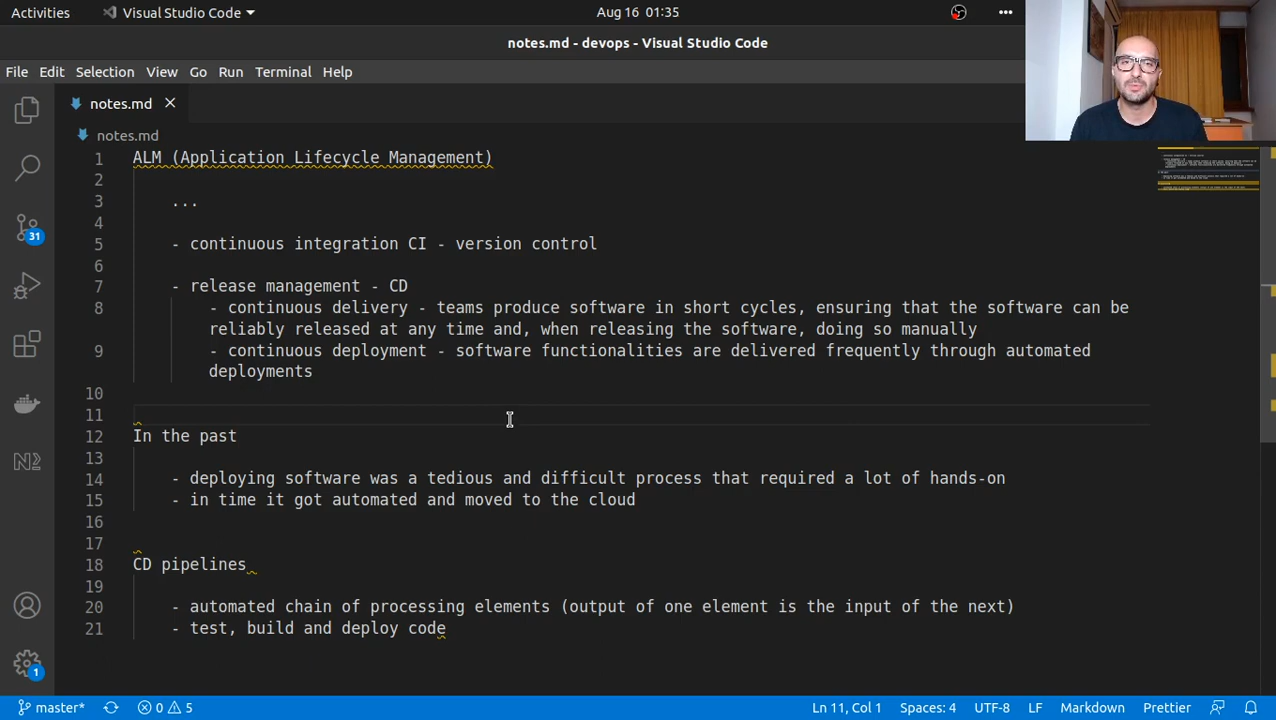 Activities Visual Studio Code Aug 16 01:35
notes.md - devops - Visual Studio Code
File Edit Selection View Go Run Terminal Help
notes.md
notes.md
1 ALM (Application Lifecycle Management)
2
3 ...
4
5 - continuous integration CI - version control
6
7 - release management - CD
8 - continuous delivery - teams produce software in short cycles, ensuring that the software can be
reliably released at any time and, when releasing the software, doing so manually
9 - continuous deployment - software functionalities are delivered frequently through automated
deployments
10
11
12 In the past
13
14 - deploying software was a tedious and difficult process that required a lot of hands-on
15 - in time it got automated and moved to the cloud
16
17
18 CD pipelines
19
20 - automated chain of processing elements (output of one element is the input of the next)
21 - test, build and deploy code
31
1
master* 0 5 Ln 11, Col 1 Spaces: 4 UTF-8 LF Markdown Prettier